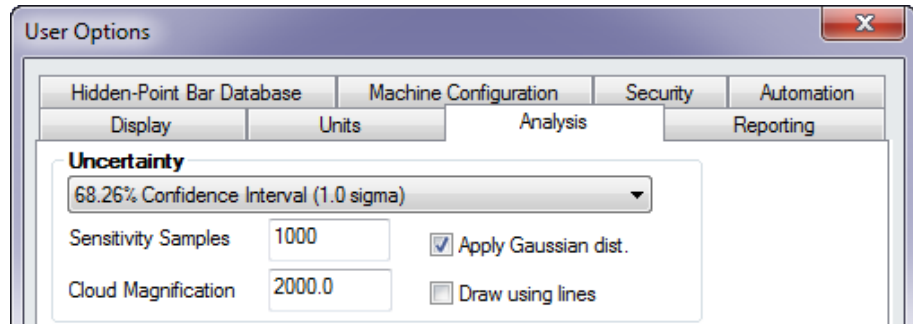 User Options
Hidden-Point Bar Database Machine Configuration Security Automation
Display Units Analysis Reporting
Uncertainty
68.26% Confidence Interval (1.0 sigma)
Sensitivity Samples 1000 Apply Gaussian dist.
Cloud Magnification 2000.0 Draw using lines